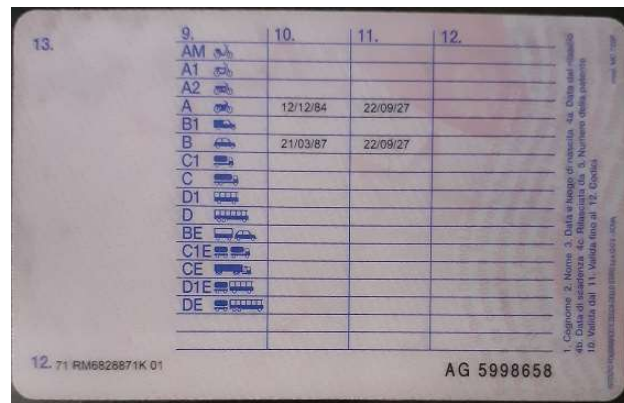 13.
9. 10. 11. 12.
AM
A1
A2
A 12/12/84 22/09/27
B1
B 21/03/87 22/09/27
C1
C
D1
D
BE
C1E
CE
D1E
DE
12. 71 RM6828871K 01
AG 5998658
1. Cognome 2. Nome 3. Data e luogo di nascita 4a. Data del rilascio
4b. Data di scadenza 4c. Rilasciata da 5. Numero della patente
10. Valida dal 11. Valida fino al 12. Codici